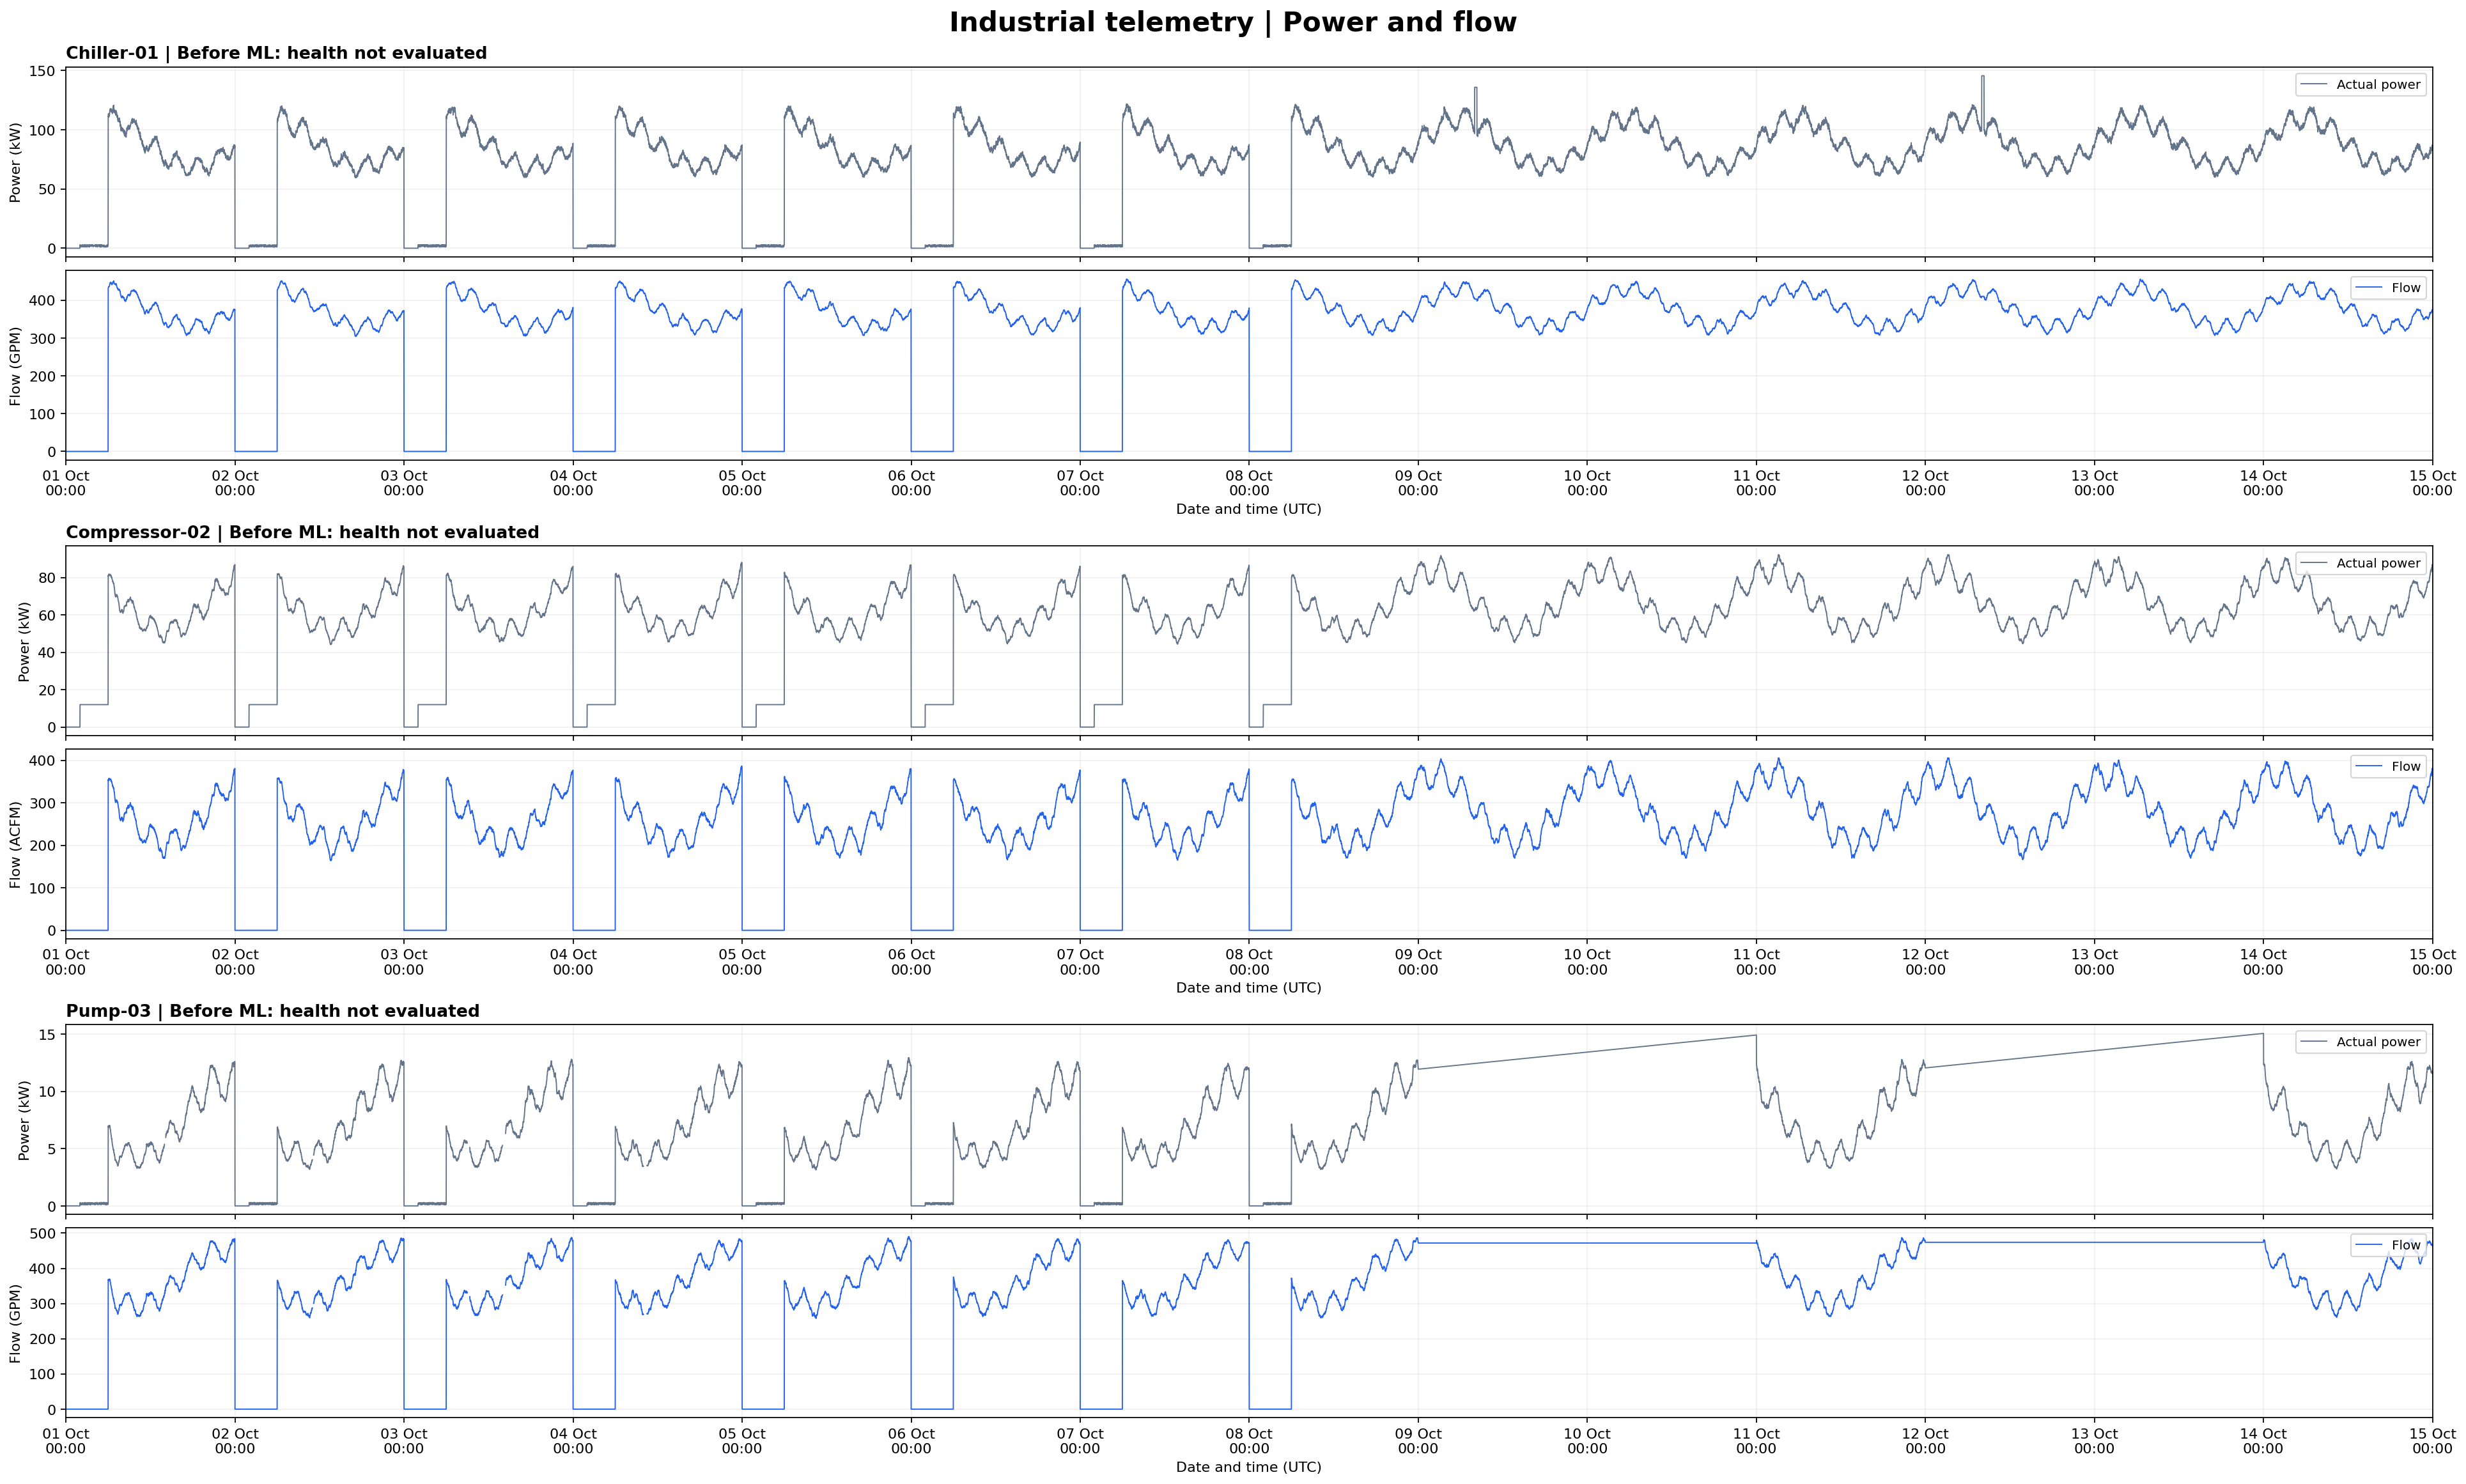 Industrial telemetry | Power and flow
Chiller-01 | Before ML: health not evaluated
Power (kW)
150
100
50
0
Actual power
Flow (GPM)
400
300
200
100
0
Flow
01 Oct 02 Oct 03 Oct 04 Oct 05 Oct 06 Oct 07 Oct 08 Oct 09 Oct 10 Oct 11 Oct 12 Oct 13 Oct 14 Oct 15 Oct
00:00 00:00 00:00 00:00 00:00 00:00 00:00 00:00 00:00 00:00 00:00 00:00 00:00 00:00 00:00
Date and time (UTC)
Compressor-02 | Before ML: health not evaluated
Power (kW)
80
60
40
20
0
Actual power
Flow (ACFM)
400
300
200
100
0
Flow
01 Oct 02 Oct 03 Oct 04 Oct 05 Oct 06 Oct 07 Oct 08 Oct 09 Oct 10 Oct 11 Oct 12 Oct 13 Oct 14 Oct 15 Oct
00:00 00:00 00:00 00:00 00:00 00:00 00:00 00:00 00:00 00:00 00:00 00:00 00:00 00:00 00:00
Date and time (UTC)
Pump-03 | Before ML: health not evaluated
Power (kW)
15
10
5
0
Actual power
Flow (GPM)
500
400
300
200
100
0
Flow
01 Oct 02 Oct 03 Oct 04 Oct 05 Oct 06 Oct 07 Oct 08 Oct 09 Oct 10 Oct 11 Oct 12 Oct 13 Oct 14 Oct 15 Oct
00:00 00:00 00:00 00:00 00:00 00:00 00:00 00:00 00:00 00:00 00:00 00:00 00:00 00:00 00:00
Date and time (UTC)